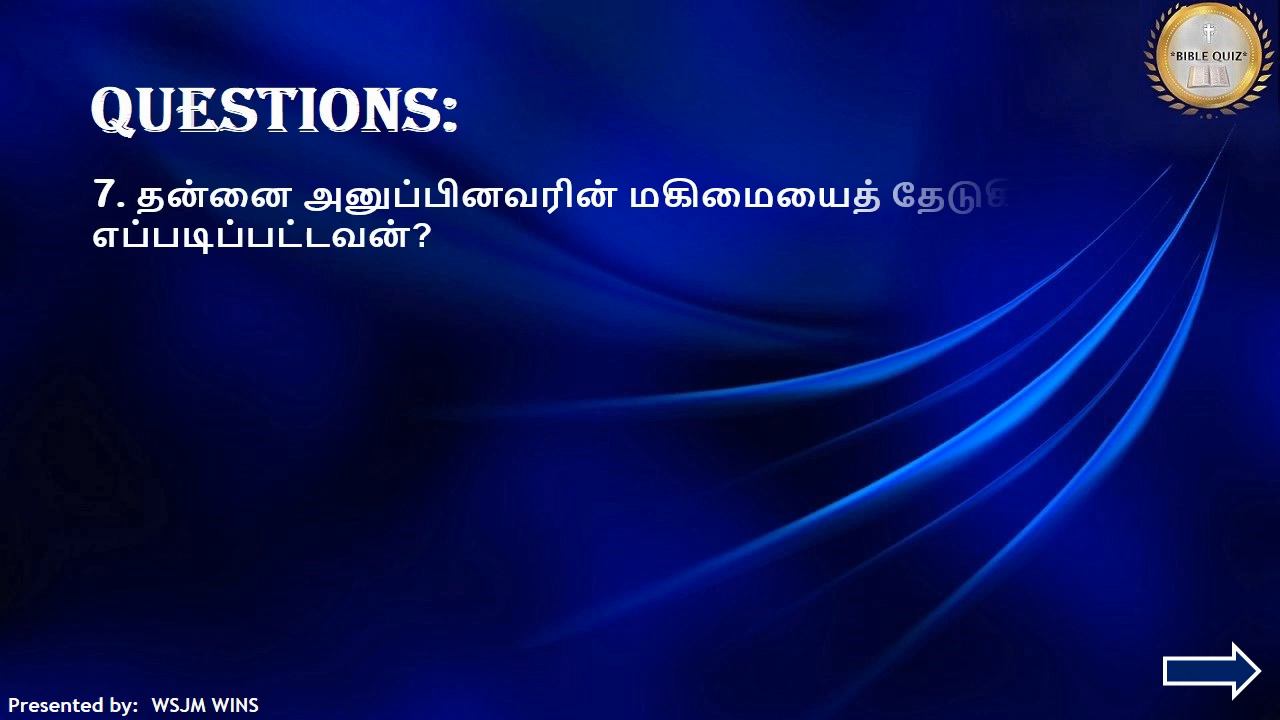 *BIBLE QUIZ*
QUESTIONS:
7. தன்னை அனுப்பினவரின் மகிமையைத்
எப்படிப்பட்டவன்?
Presented by: WSJM WINS